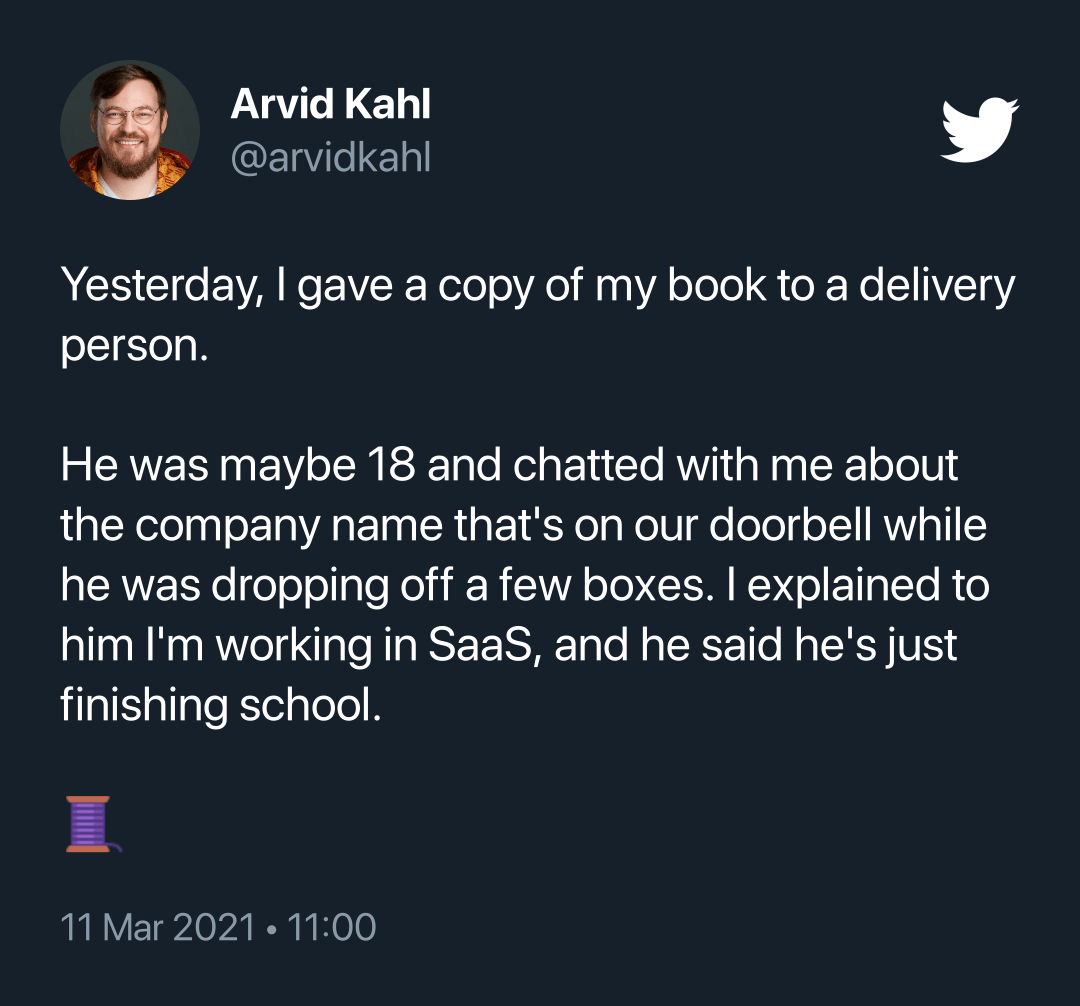 Arvid Kahl
@arvidkahl
Yesterday, I gave a copy of my book to a delivery
person.
He was maybe 18 and chatted with me about
the company name that's on our doorbell while
he was dropping off a few boxes. I explained to
him I'm working in SaaS, and he said he's just
finishing school.
🧵
11 Mar 2021 • 11:00